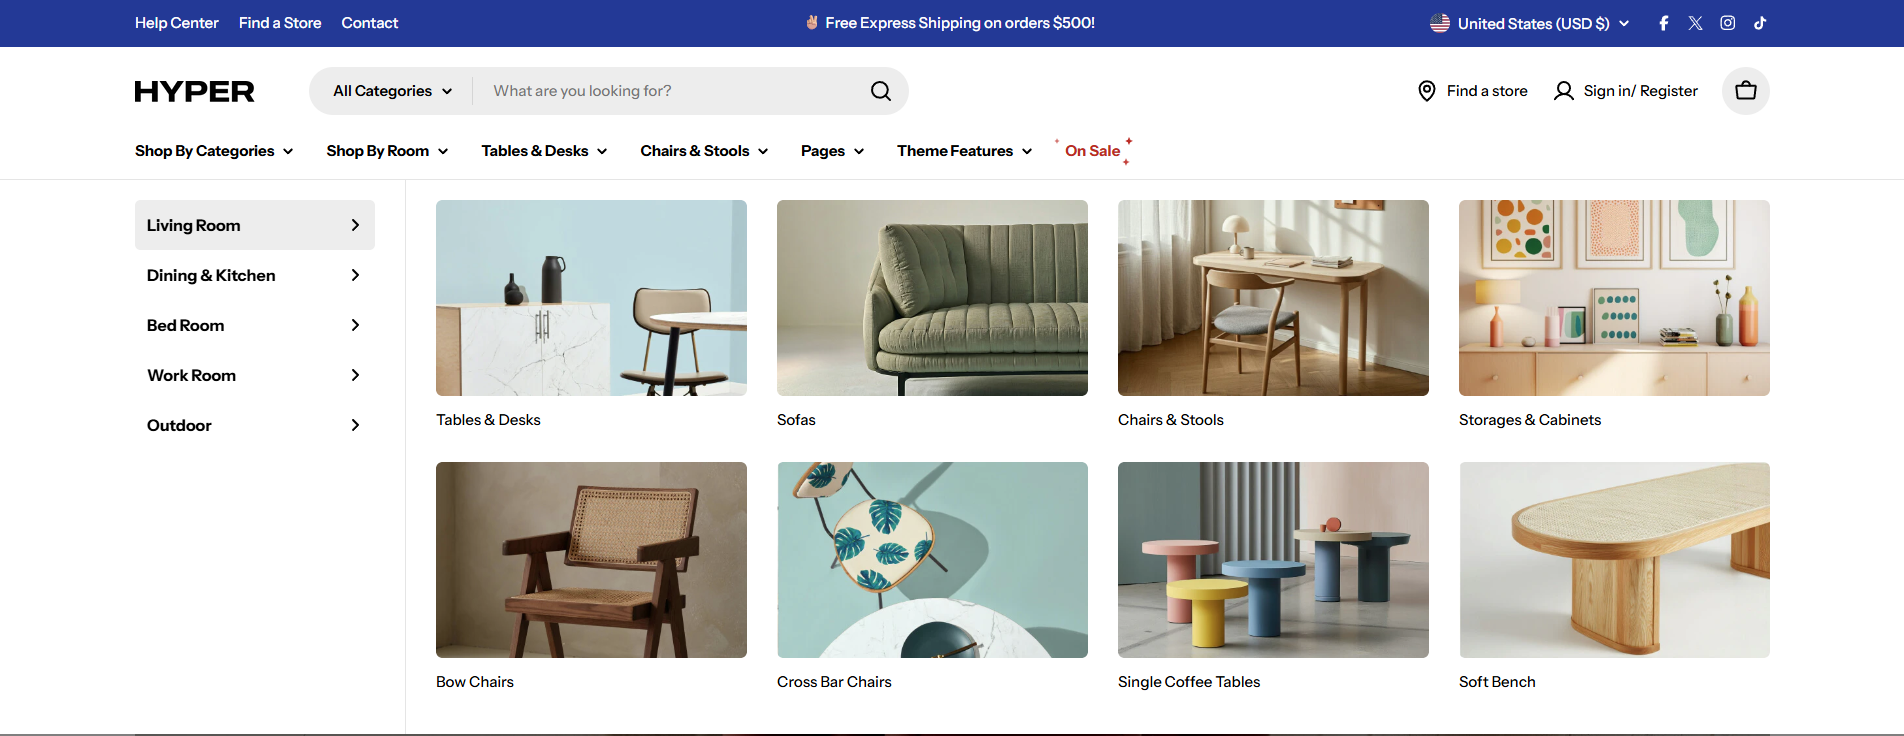 Help Center Find a Store Contact
✌🏼 Free Express Shipping on orders $500!
United States (USD $)
HYPER
All Categories
What are you looking for?
Find a store
Sign in/ Register
Shop By Categories
Shop By Room
Tables & Desks
Chairs & Stools
Pages
Theme Features
On Sale
Living Room
Dining & Kitchen
Bed Room
Work Room
Outdoor
Tables & Desks
Sofas
Chairs & Stools
Storages & Cabinets
Bow Chairs
Cross Bar Chairs
Single Coffee Tables
Soft Bench